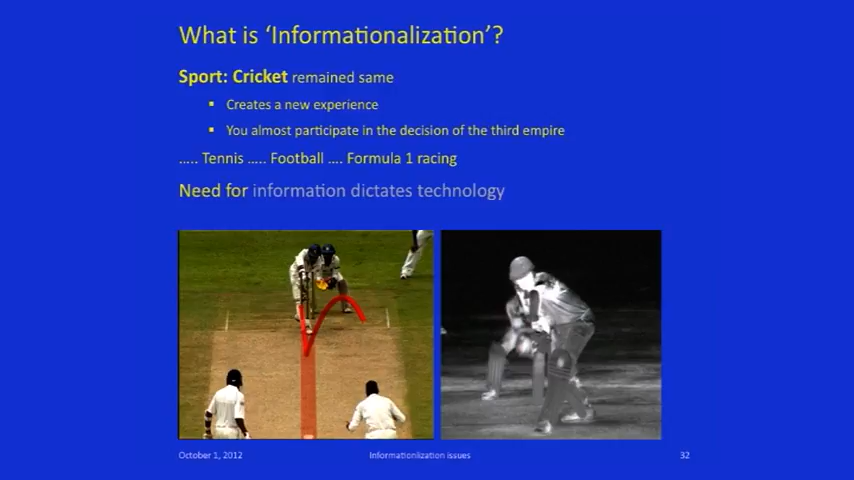 What is ‘Informationalization’?
Sport: Cricket remained same
▪ Creates a new experience
▪ You almost participate in the decision of the third empire
..... Tennis ..... Football .... Formula 1 racing
Need for information dictates technology
October 1, 2012
Informationlization issues
32